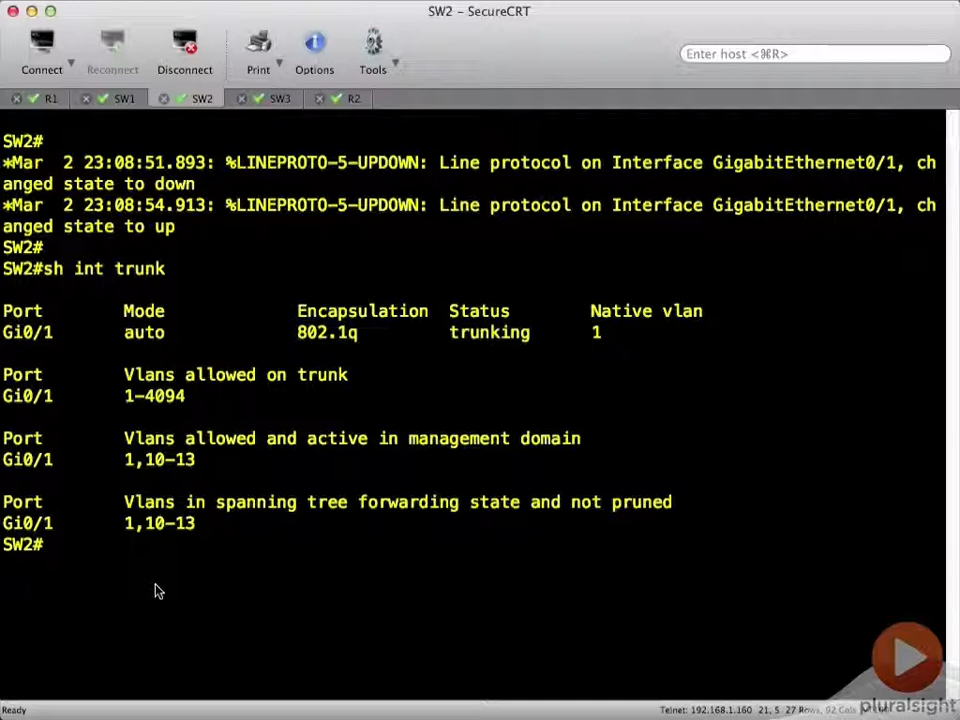 SW2 - SecureCRT
Connect Reconnect Disconnect Print Options Tools
Enter host <⌘R>
R1 SW1 SW2 SW3 R2
SW2#
*Mar  2 23:08:51.893: %LINEPROTO-5-UPDOWN: Line protocol on Interface GigabitEthernet0/1, ch
anged state to down
*Mar  2 23:08:54.913: %LINEPROTO-5-UPDOWN: Line protocol on Interface GigabitEthernet0/1, ch
anged state to up
SW2#
SW2#sh int trunk
Port        Mode             Encapsulation  Status        Native vlan
Gi0/1       auto             802.1q         trunking      1
Port        Vlans allowed on trunk
Gi0/1       1-4094
Port        Vlans allowed and active in management domain
Gi0/1       1,10-13
Port        Vlans in spanning tree forwarding state and not pruned
Gi0/1       1,10-13
SW2#
Ready
Telnet: 192.168.1.160 21, 5 27 Rows, 92 Cols
pluralsight